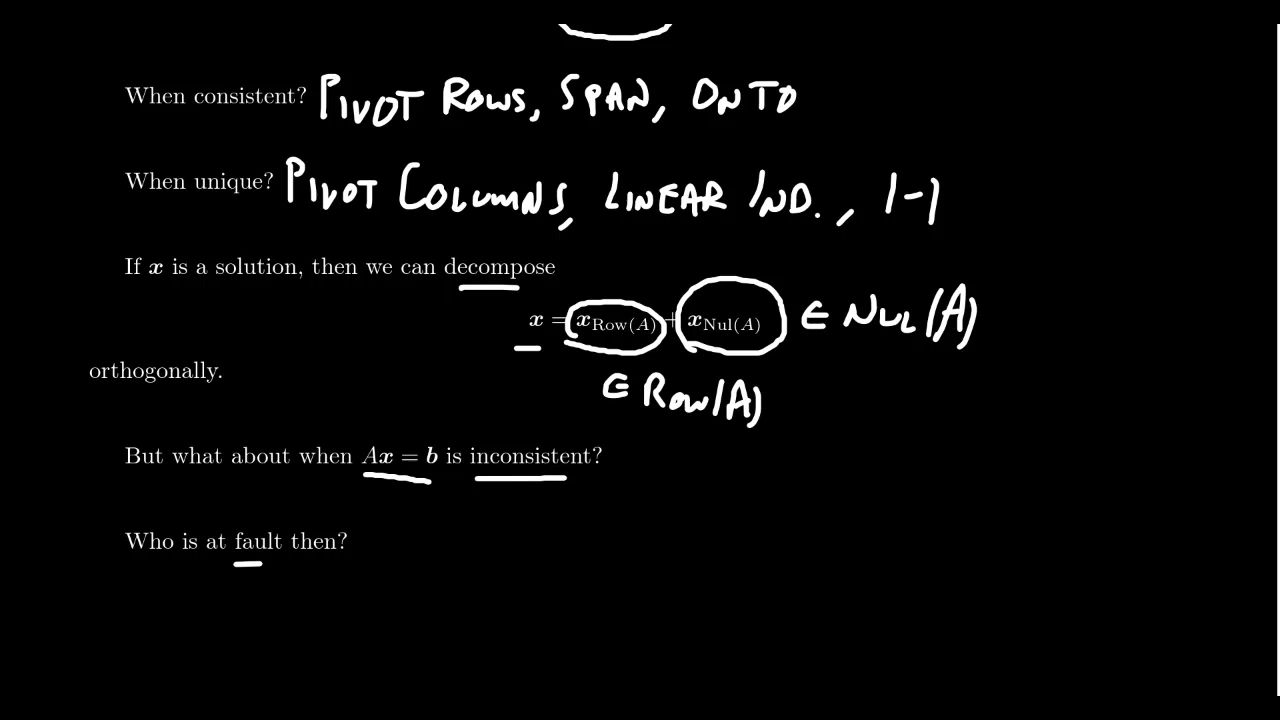 When consistent? PIVOT ROWS, SPAN, ONTO
When unique? PIVOT COLUMNS, LINEAR IND., 1-1
If x is a solution, then we can decompose
x = x_Row(A) + x_Nul(A) ∈ NUL(A)
orthogonally.
∈ ROW(A)
But what about when Ax = b is inconsistent?
Who is at fault then?